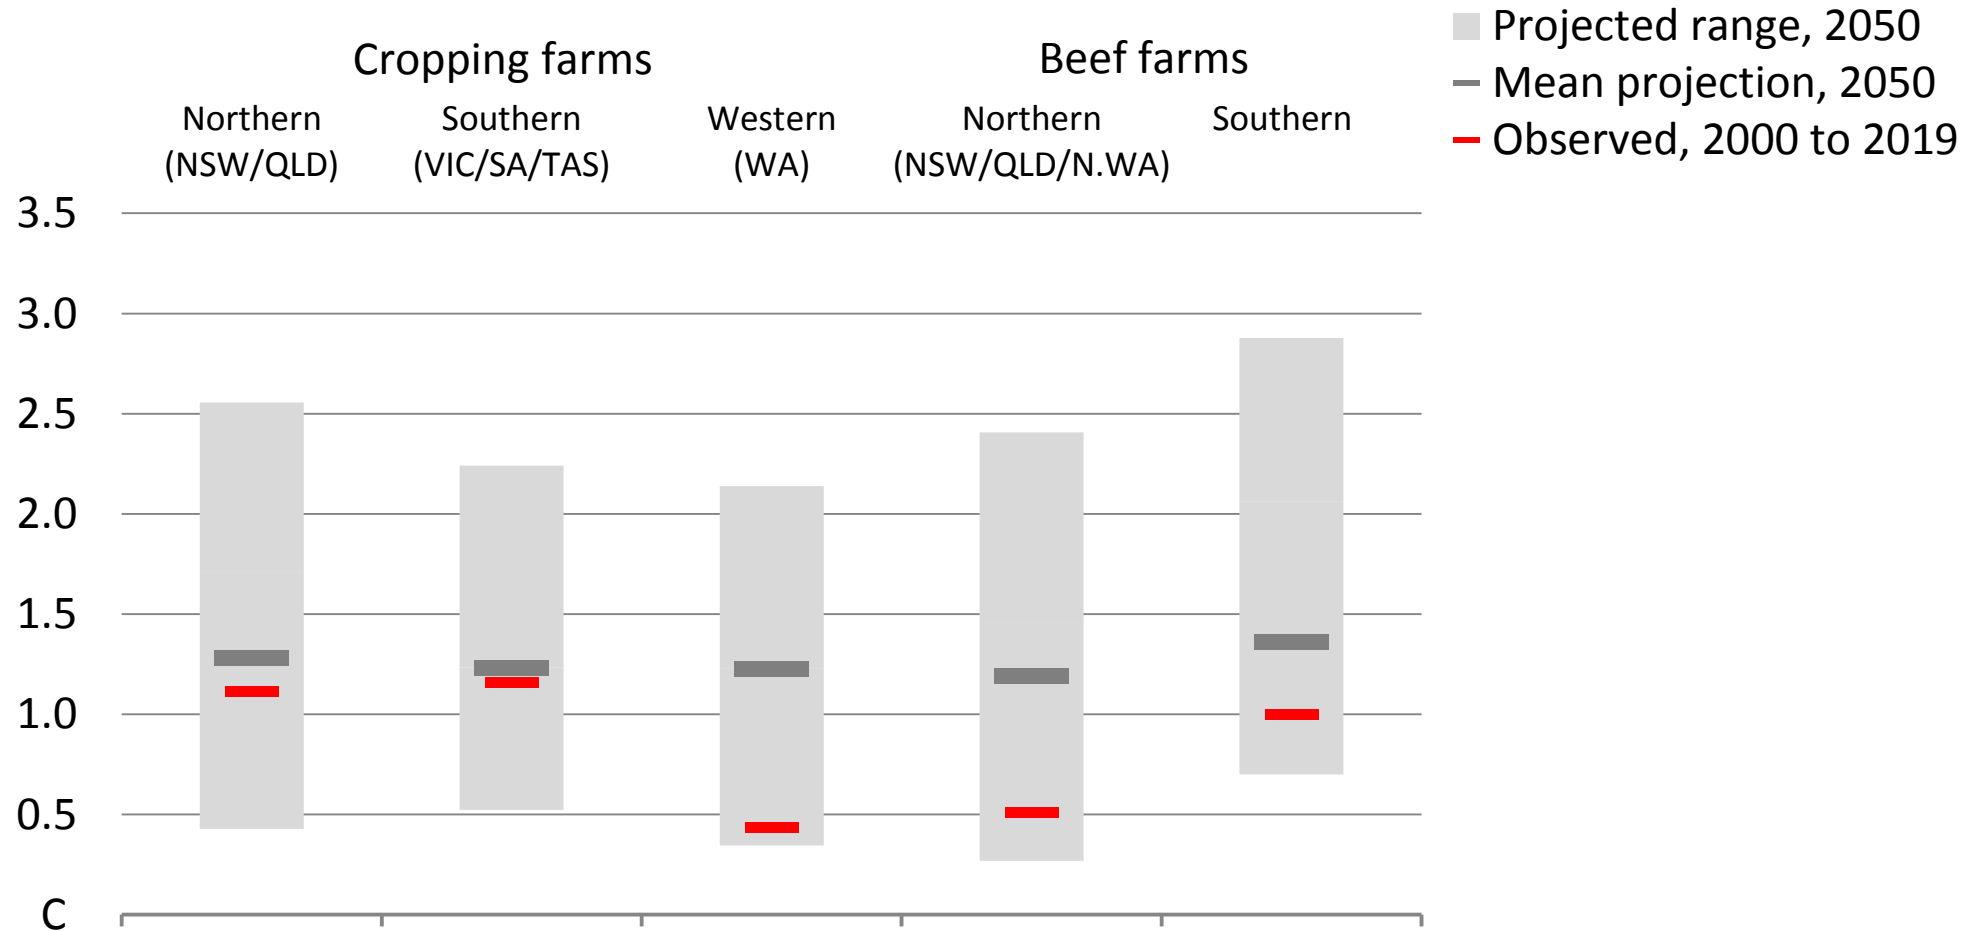 Cropping farms
Beef farms
Northern
(NSW/QLD)
Southern
(VIC/SA/TAS)
Western
(WA)
Northern
(NSW/QLD/N.WA)
Southern
Projected range, 2050
Mean projection, 2050
Observed, 2000 to 2019
3.5
3.0
2.5
2.0
1.5
1.0
0.5
C